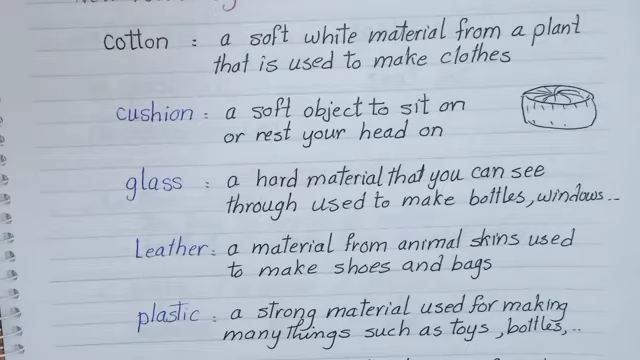 cotton : a soft white material from a plant
that is used to make clothes
cushion : a soft object to sit on
or rest your head on
glass : a hard material that you can see
through used to make bottles, windows...
Leather : a material from animal skins used
to make shoes and bags
plastic : a strong material used for making
many things such as toys, bottles,..